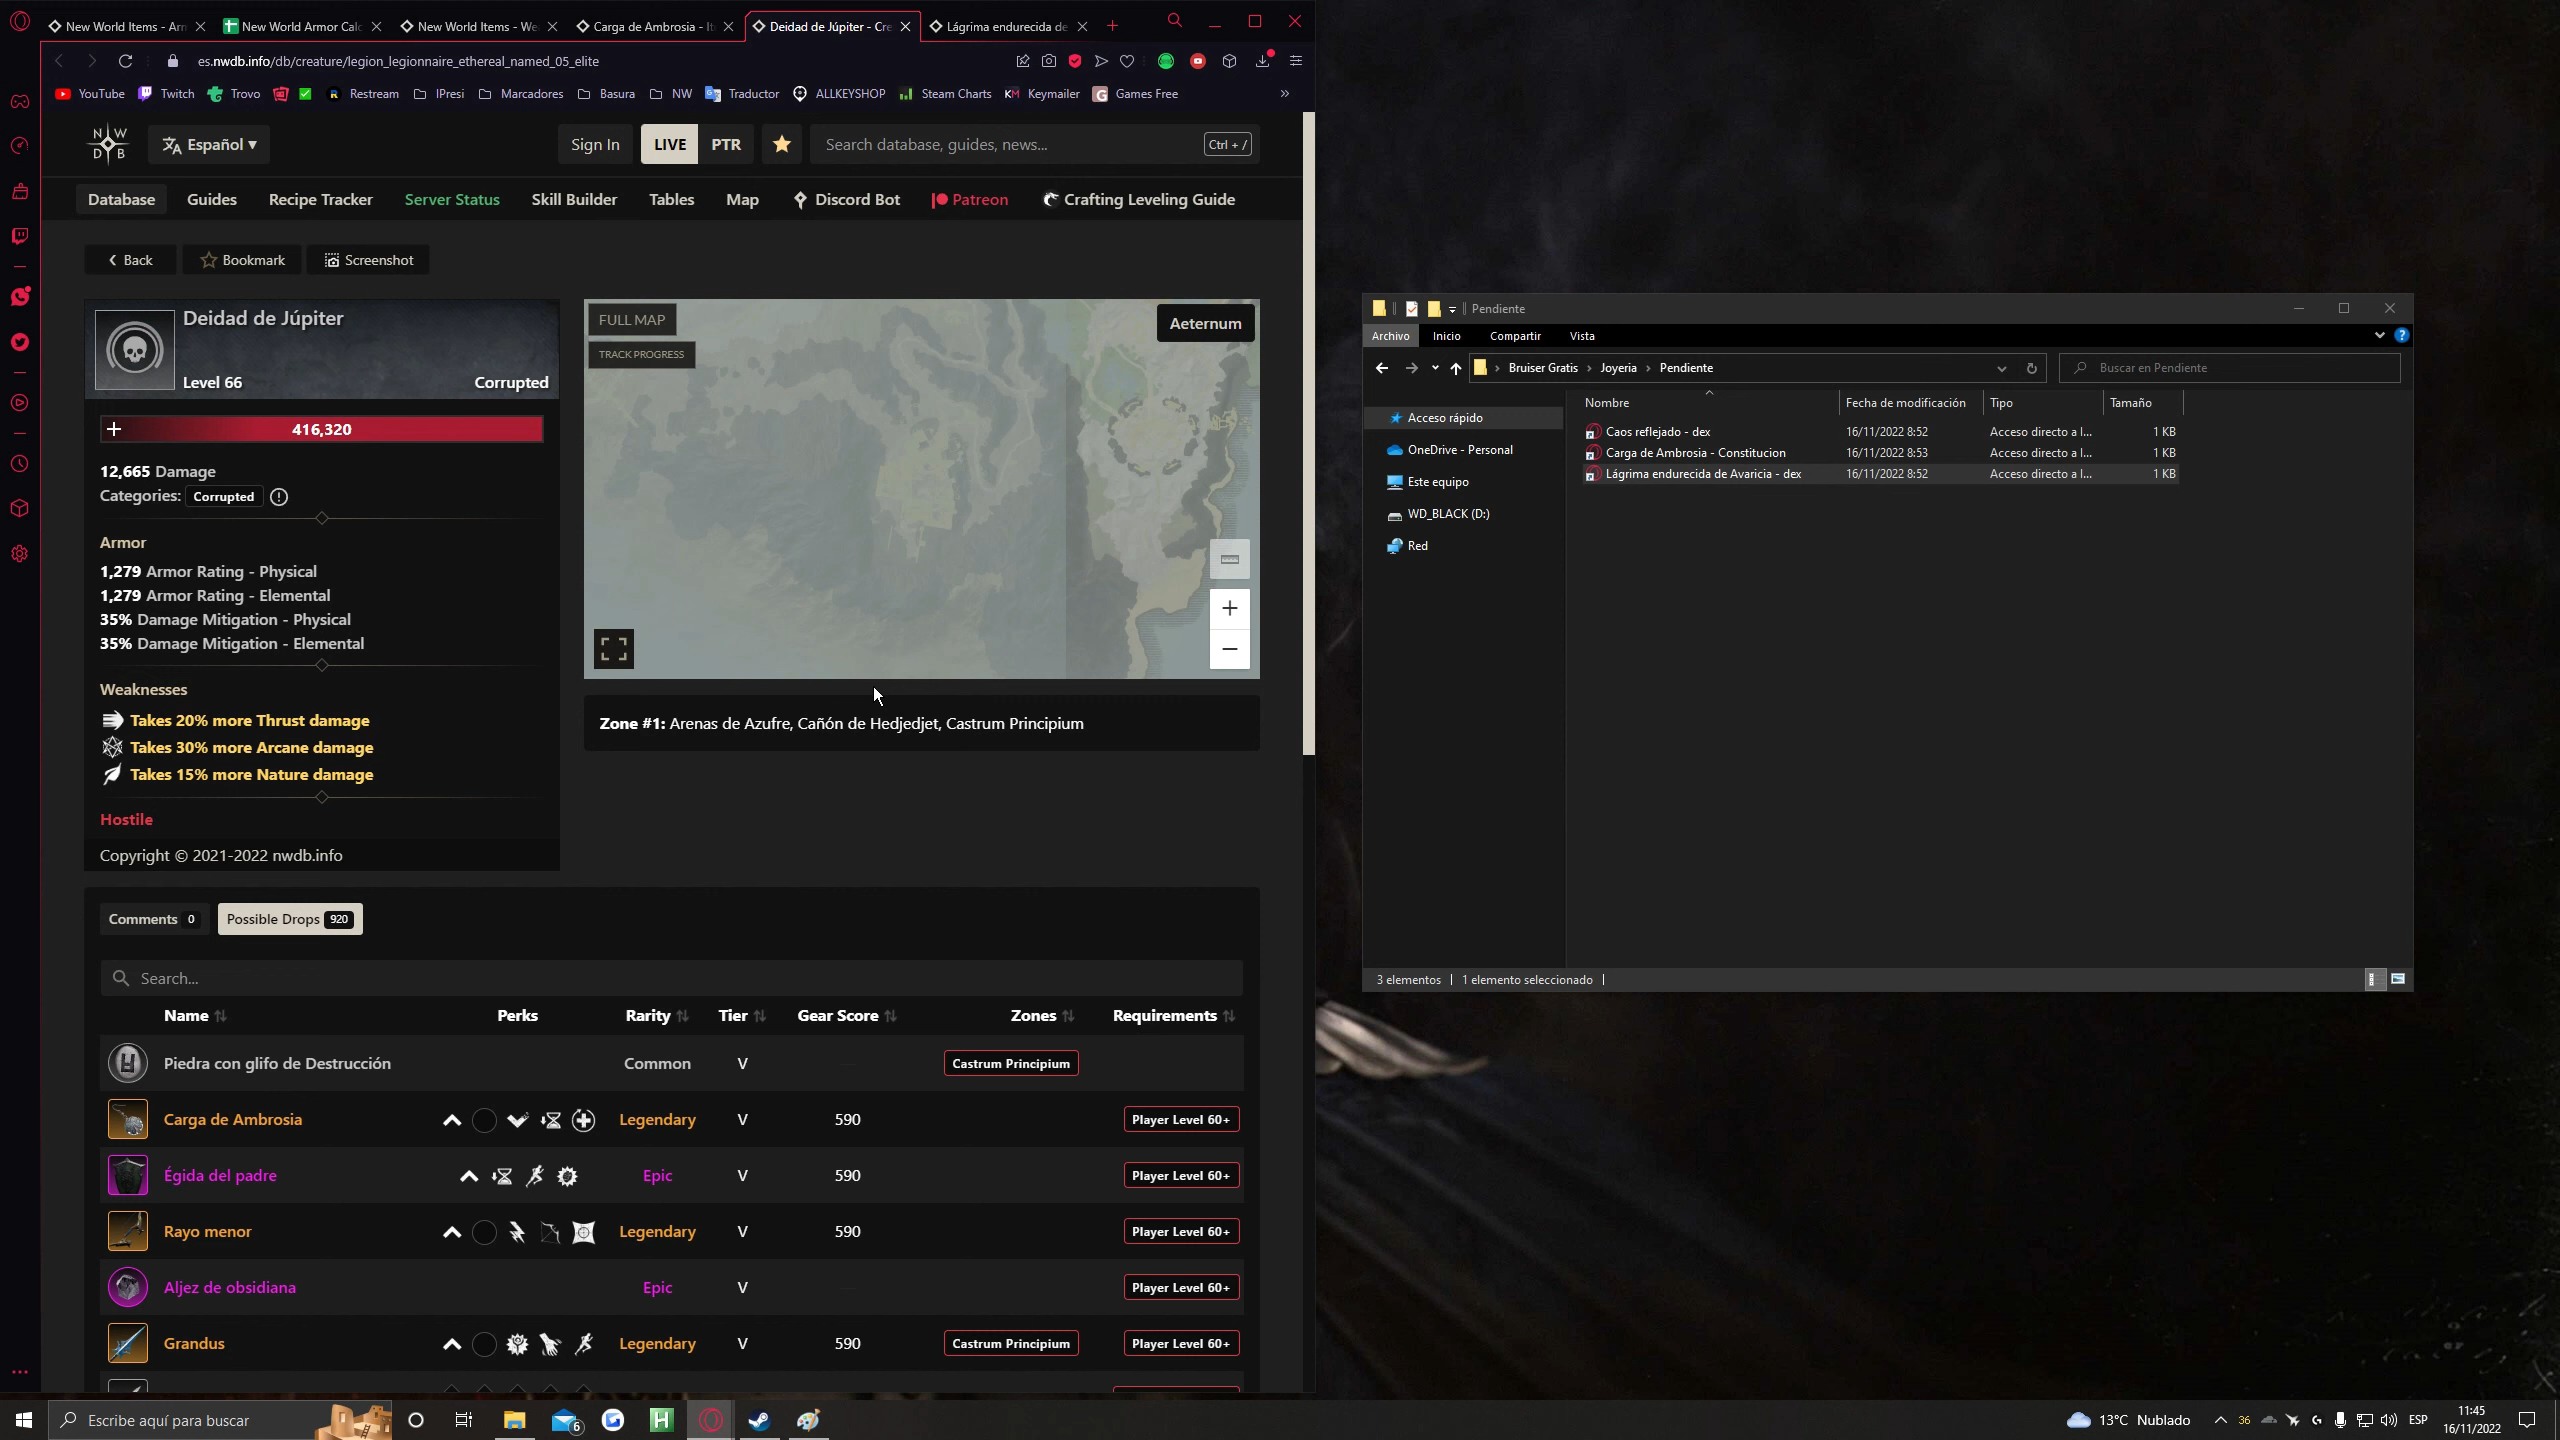 New World Items - Arm
New World Armor Calc
New World Items - We
Carga de Ambrosia - It
Deidad de Júpiter - Cre
Lágrima endurecida de
es.nwdb.info/db/creature/legion_legionnaire_ethereal_named_05_elite
YouTube
Twitch
Trovo
Restream
IPresi
Marcadores
Basura
NW
Traductor
ALLKEYSHOP
Steam Charts
KM Keymailer
Games Free
N W
D B
Español
Sign In
LIVE
PTR
Search database, guides, news...
Ctrl + /
Database
Guides
Recipe Tracker
Server Status
Skill Builder
Tables
Map
Discord Bot
Patreon
Crafting Leveling Guide
Back
Bookmark
Screenshot
Deidad de Júpiter
Level 66
Corrupted
416,320
12,665 Damage
Categories: Corrupted
Armor
1,279 Armor Rating - Physical
1,279 Armor Rating - Elemental
35% Damage Mitigation - Physical
35% Damage Mitigation - Elemental
Weaknesses
Takes 20% more Thrust damage
Takes 30% more Arcane damage
Takes 15% more Nature damage
Hostile
Copyright © 2021-2022 nwdb.info
FULL MAP
TRACK PROGRESS
Aeternum
Zone #1: Arenas de Azufre, Cañón de Hedjedjet, Castrum Principium
Comments 0
Possible Drops 920
Search...
Name
Perks
Rarity
Tier
Gear Score
Zones
Requirements
Piedra con glifo de Destrucción
Common
V
Castrum Principium
Carga de Ambrosia
Legendary
V
590
Player Level 60+
Égida del padre
Epic
V
590
Player Level 60+
Rayo menor
Legendary
V
590
Player Level 60+
Aljez de obsidiana
Epic
V
Player Level 60+
Grandus
Legendary
V
590
Castrum Principium
Player Level 60+
Pendiente
Archivo
Inicio
Compartir
Vista
Bruiser Gratis
Joyeria
Pendiente
Buscar en Pendiente
Acceso rápido
OneDrive - Personal
Este equipo
WD_BLACK (D:)
Red
Nombre
Fecha de modificación
Tipo
Tamaño
Caos reflejado - dex
16/11/2022 8:52
Acceso directo a I...
1 KB
Carga de Ambrosia - Constitucion
16/11/2022 8:53
Acceso directo a I...
1 KB
Lágrima endurecida de Avaricia - dex
16/11/2022 8:52
Acceso directo a I...
1 KB
3 elementos
1 elemento seleccionado
Escribe aquí para buscar
6
H
13°C Nublado
36
ESP
11:45
16/11/2022